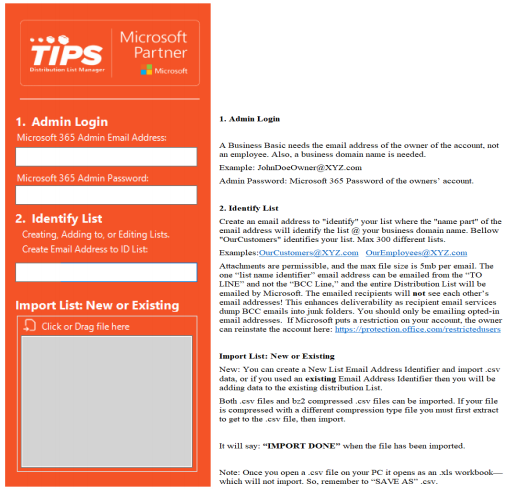 TIPS
Distribution List Manager
Microsoft
Partner
Microsoft
1. Admin Login
Microsoft 365 Admin Email Address:
Microsoft 365 Admin Password:
2. Identify List
Creating, Adding to, or Editing Lists.
Create Email Address to ID List:
Import List: New or Existing
Click or Drag file here
1. Admin Login
A Business Basic needs the email address of the owner of the account, not
an employee. Also, a business domain name is needed.
Example: JohnDoeOwner@XYZ.com
Admin Password: Microsoft 365 Password of the owners' account.
2. Identify List
Create an email address to "identify" your list where the "name part" of the
email address will identify the list @ your business domain name. Bellow
"OurCustomers" identifies your list. Max 300 different lists.
Examples:OurCustomers@XYZ.com OurEmployees@XYZ.com
Attachments are permissible, and the max file size is 5mb per email. The
one "list name identifier" email address can be emailed from the "TO
LINE" and not the "BCC Line," and the entire Distribution List will be
emailed by Microsoft. The emailed recipients will not see each other's
email addresses! This enhances deliverability as recipient email services
dump BCC emails into junk folders. You should only be emailing opted-in
email addresses. If Microsoft puts a restriction on your account, the owner
can reinstate the account here: https://protection.office.com/restrictedusers
Import List: New or Existing
New: You can create a New List Email Address Identifier and import .csv
data, or if you used an existing Email Address Identifier then you will be
adding data to the existing distribution List.
Both .csv files and bz2 compressed .csv files can be imported. If your file
is compressed with a different compression type file you must first extract
to get to the .csv file, then import.
It will say: "IMPORT DONE" when the file has been imported.
Note: Once you open a .csv file on your PC it opens as an .xls workbook—
which will not import. So, remember to "SAVE AS" .csv.